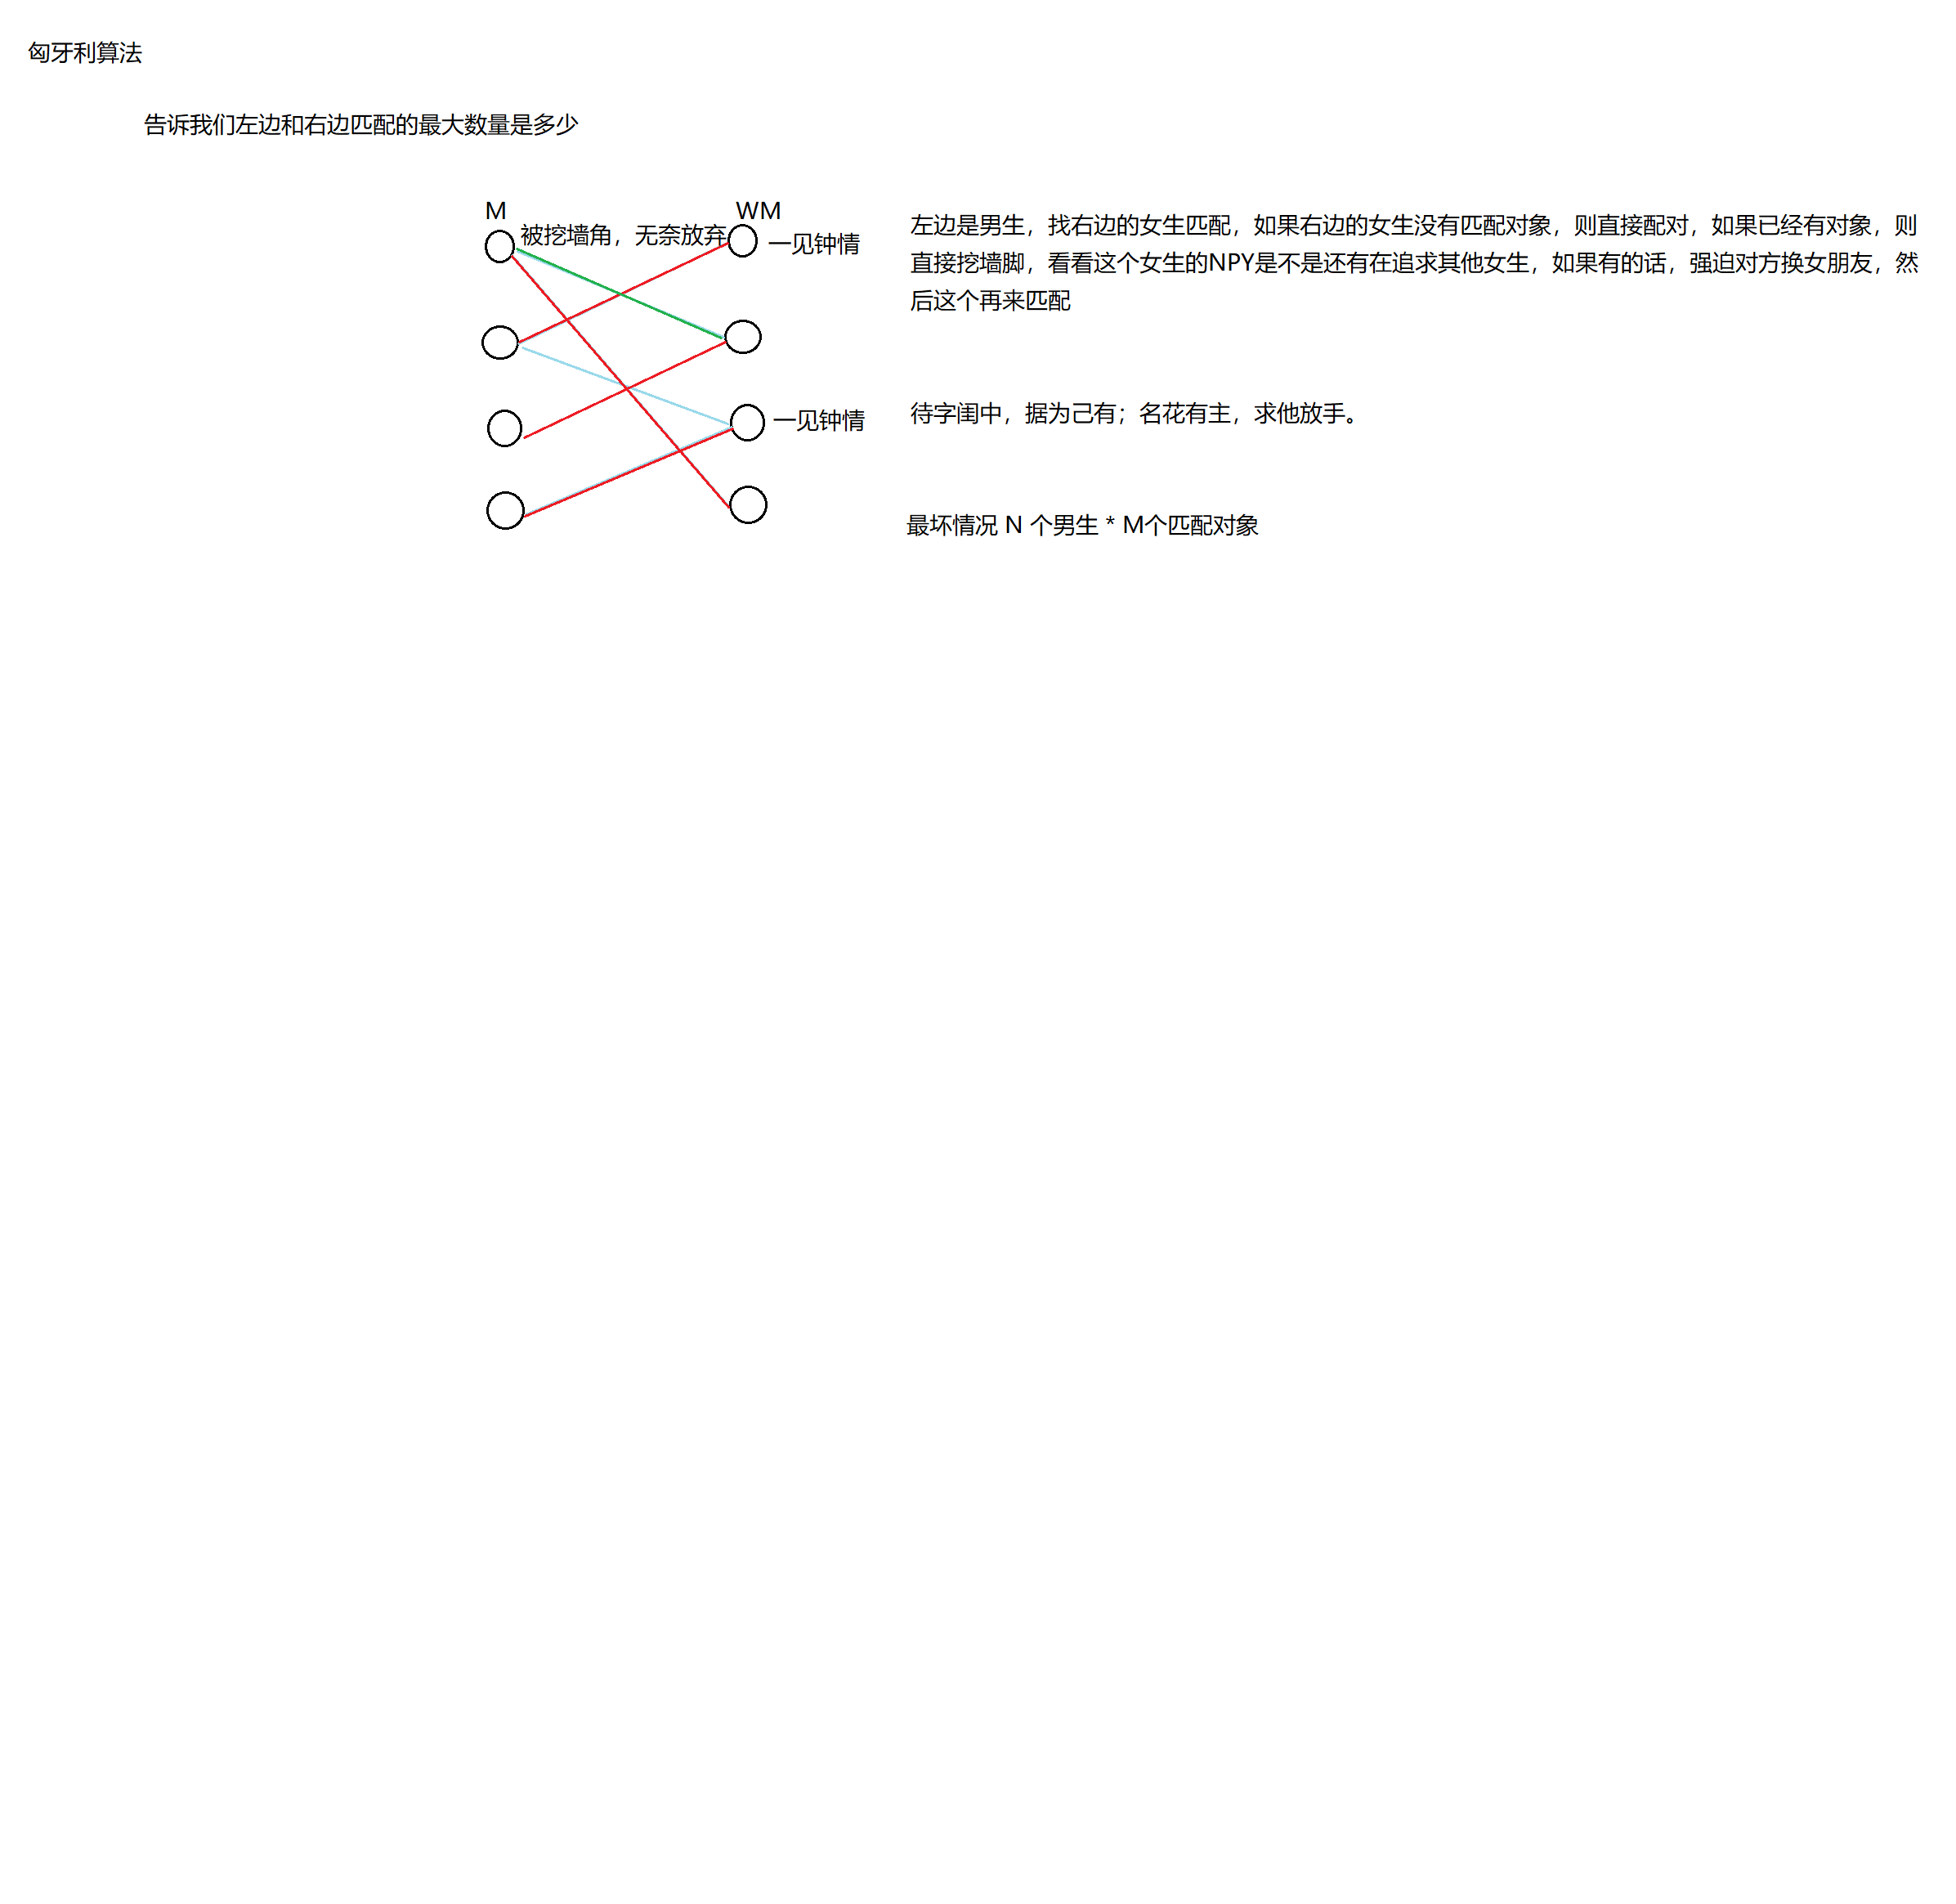 匈牙利算法
告诉我们左边和右边匹配的最大数量是多少
M
WM
被挖墙角，无奈放弃
一见钟情
左边是男生，找右边的女生匹配，如果右边的女生没有匹配对象，则直接配对，如果已经有对象，则
直接挖墙脚，看看这个女生的NPY是不是还有在追求其他女生，如果有的话，强迫对方换女朋友，然
后这个再来匹配
一见钟情
待字闺中，据为己有；名花有主，求他放手。
最坏情况 N 个男生 * M个匹配对象